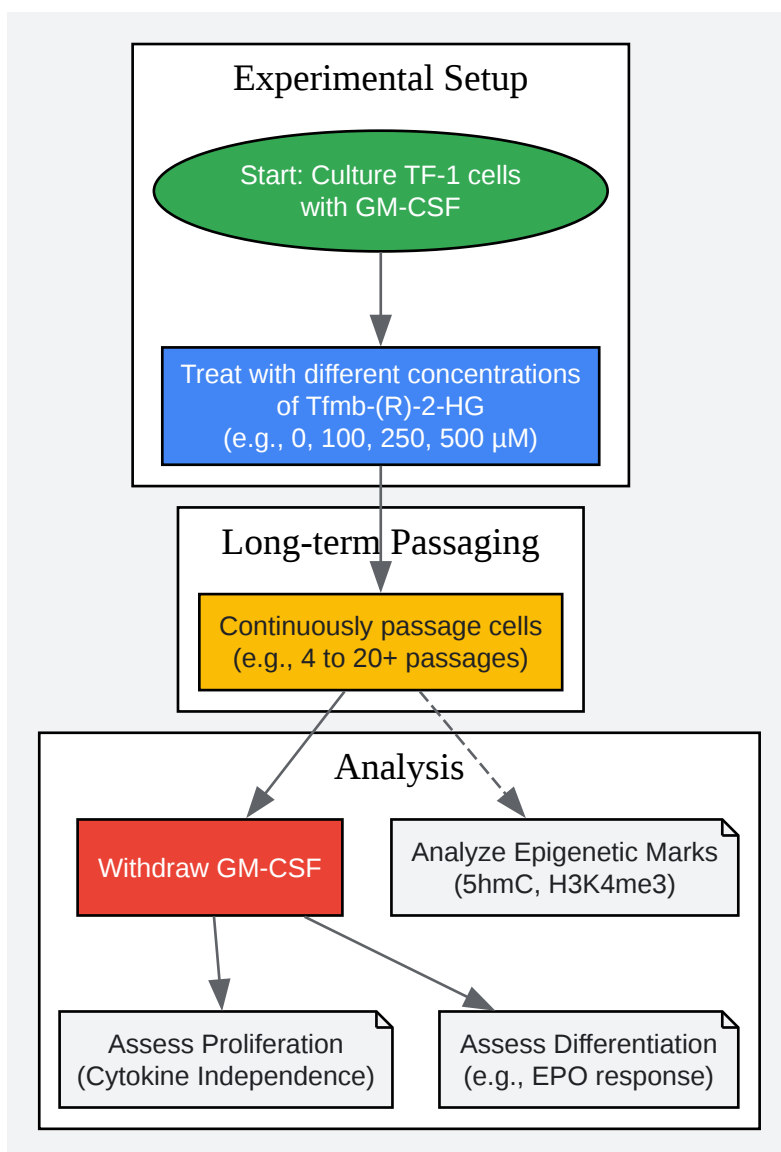 Experimental Setup
Start: Culture TF-1 cells
with GM-CSF
Treat with different concentrations
of Tfmb-(R)-2-HG
(e.g., 0, 100, 250, 500 µM)
Long-term Passaging
Continuously passage cells
(e.g., 4 to 20+ passages)
Analysis
Withdraw GM-CSF
Analyze Epigenetic Marks
(5hmC, H3K4me3)
Assess Proliferation
(Cytokine Independence)
Assess Differentiation
(e.g., EPO response)